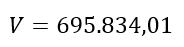 V = 695.834,01